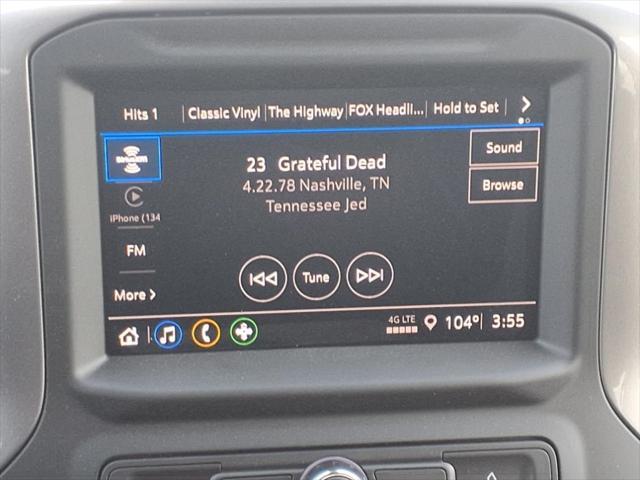 Hits 1 Classic Vinyl The Highway FOX Headli... Hold to Set
SiriusXM
23 Grateful Dead
4.22.78 Nashville, TN
Tennessee Jed
Sound
Browse
iPhone (134
FM
More
Tune
4G LTE 104° 3:55